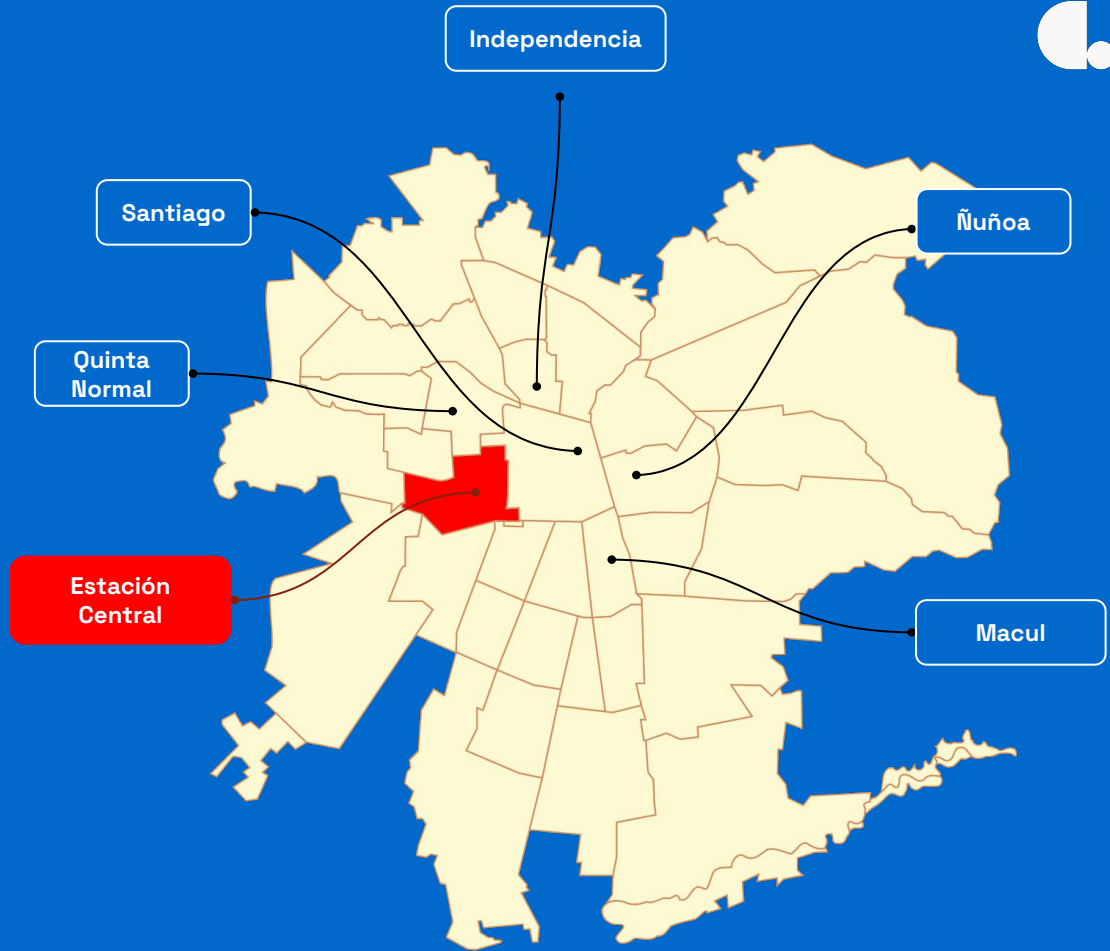 Independencia
Santiago
Ñuñoa
Quinta
Normal
Estación
Central
Macul